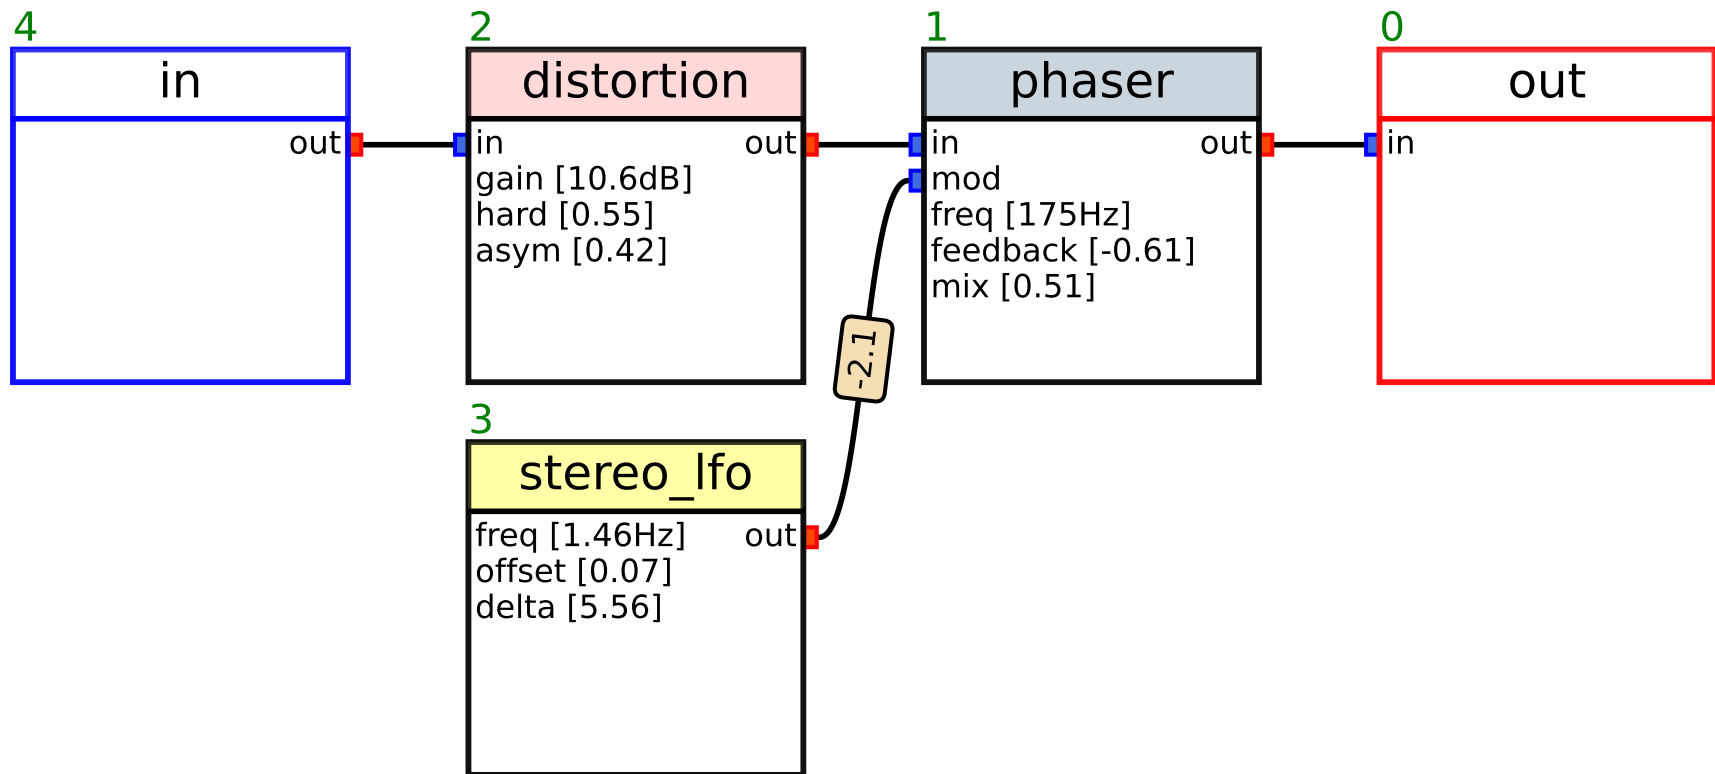 4
in
out
2
distortion
in
out
gain [10.6dB]
hard [0.55]
asym [0.42]
1
phaser
in
out
mod
freq [175Hz]
feedback [-0.61]
mix [0.51]
0
out
in
-2.1
3
stereo_lfo
freq [1.46Hz]
out
offset [0.07]
delta [5.56]